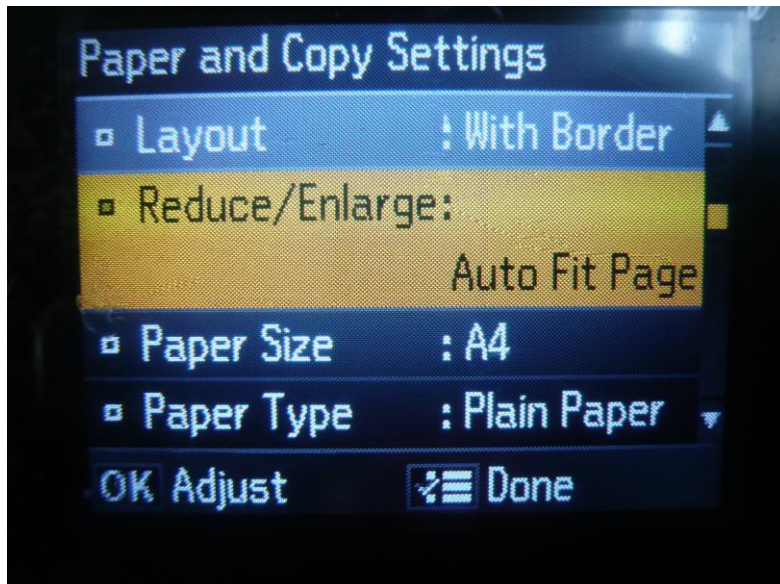 Paper and Copy Settings
Layout : With Border
Reduce/Enlarge:
Auto Fit Page
Paper Size : A4
Paper Type : Plain Paper
OK Adjust Done